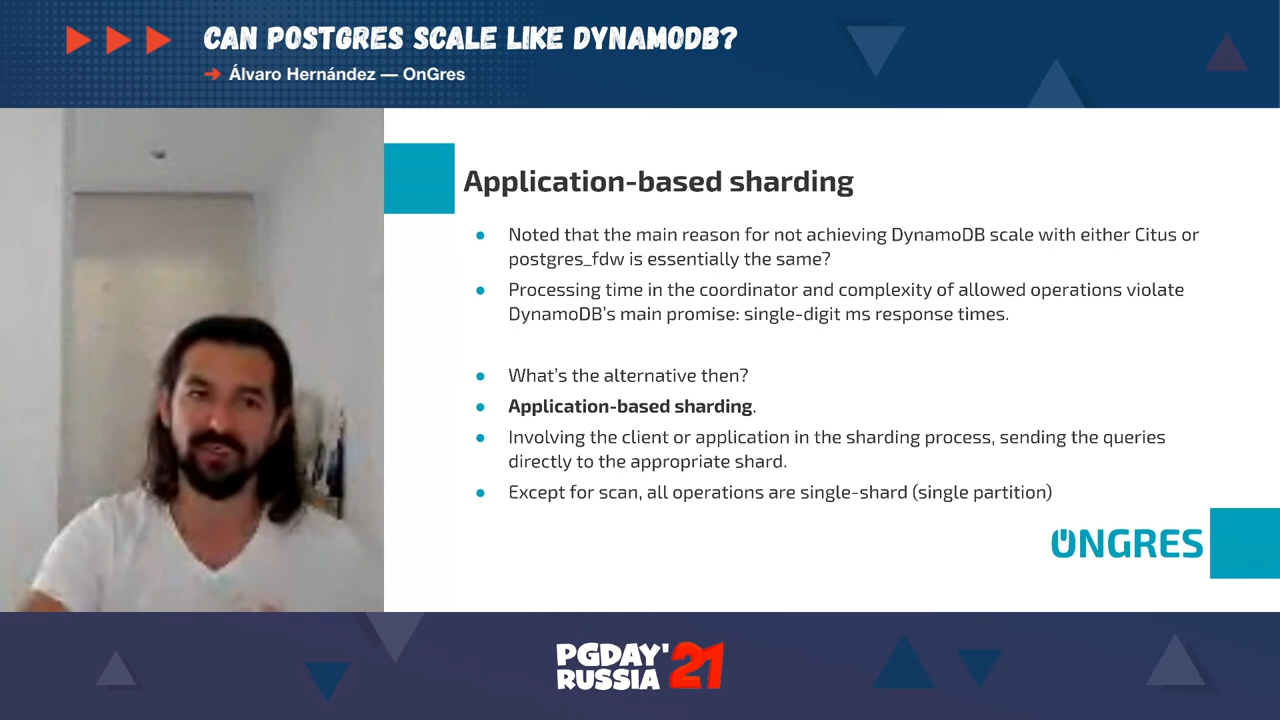 CAN POSTGRES SCALE LIKE DYNAMODB?
Álvaro Hernández — OnGres
Application-based sharding
Noted that the main reason for not achieving DynamoDB scale with either Citus or
postgres_fdw is essentially the same?
Processing time in the coordinator and complexity of allowed operations violate
DynamoDB's main promise: single-digit ms response times.
What's the alternative then?
Application-based sharding.
Involving the client or application in the sharding process, sending the queries
directly to the appropriate shard.
Except for scan, all operations are single-shard (single partition)
ONGRES
PGDAY'21
RUSSIA